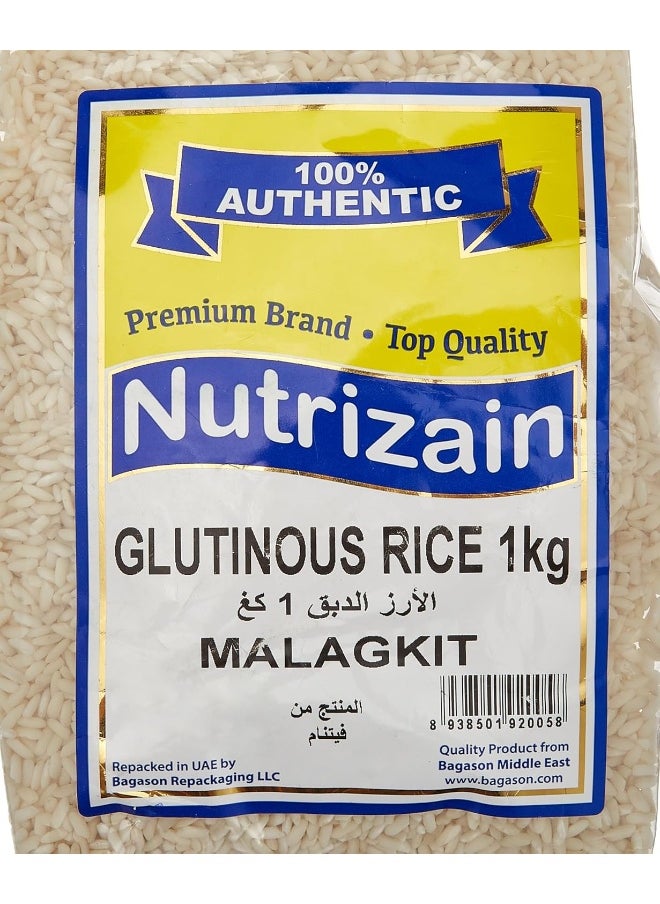 100%
AUTHENTIC
Premium Brand • Top Quality
Nutrizain
GLUTINOUS RICE 1kg
الأرز الدبق 1 كغ
MALAGKIT
المنتج من
فيتنام
8 938501 920058
Repacked in UAE by
Bagason Repackaging LLC
Quality Product from
Bagason Middle East
www.bagason.com